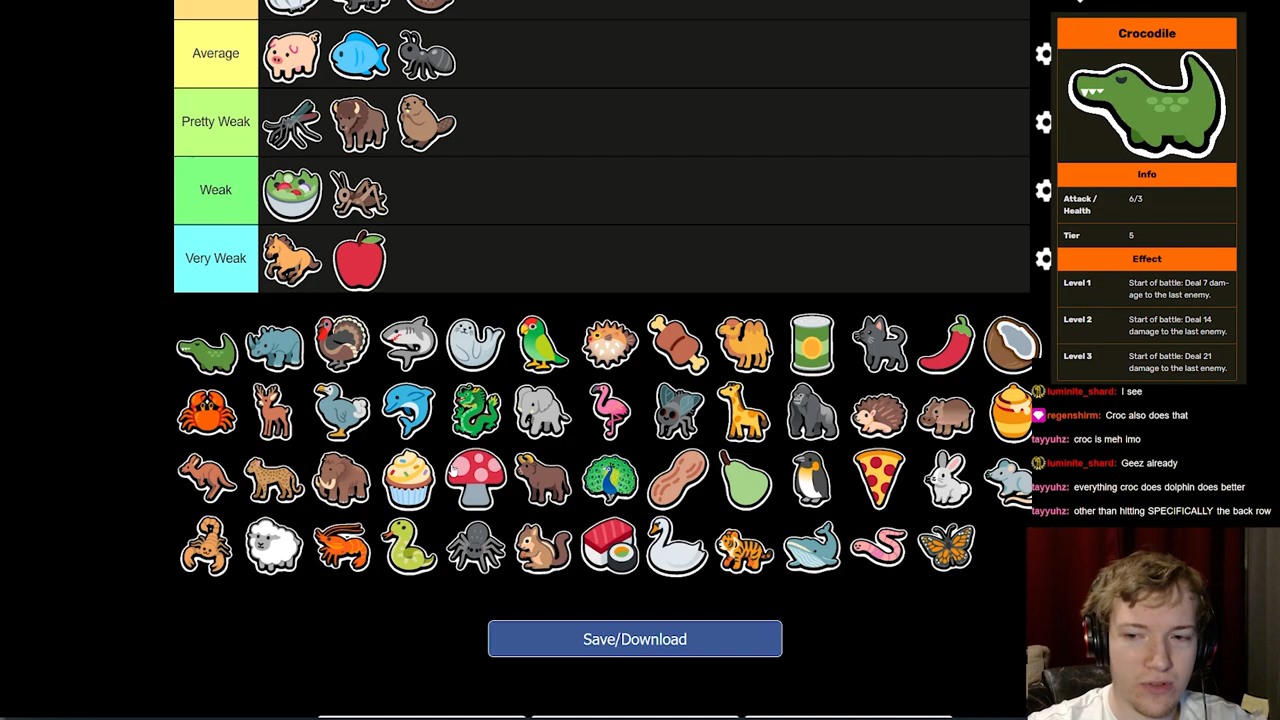 Average
Pretty Weak
Weak
Very Weak
Save/Download
Crocodile
Info
Attack / Health 6/3
Tier 5
Effect
Level 1 Start of battle: Deal 7 dam-
age to the last enemy.
Level 2 Start of battle: Deal 14
damage to the last enemy.
Level 3 Start of battle: Deal 21
damage to the last enemy.
luminite_shard: I see
regenshirm: Croc also does that
tayyuhz: croc is meh imo
luminite_shard: Geez already
tayyuhz: everything croc does dolphin does better
tayyuhz: other than hitting SPECIFICALLY the back row